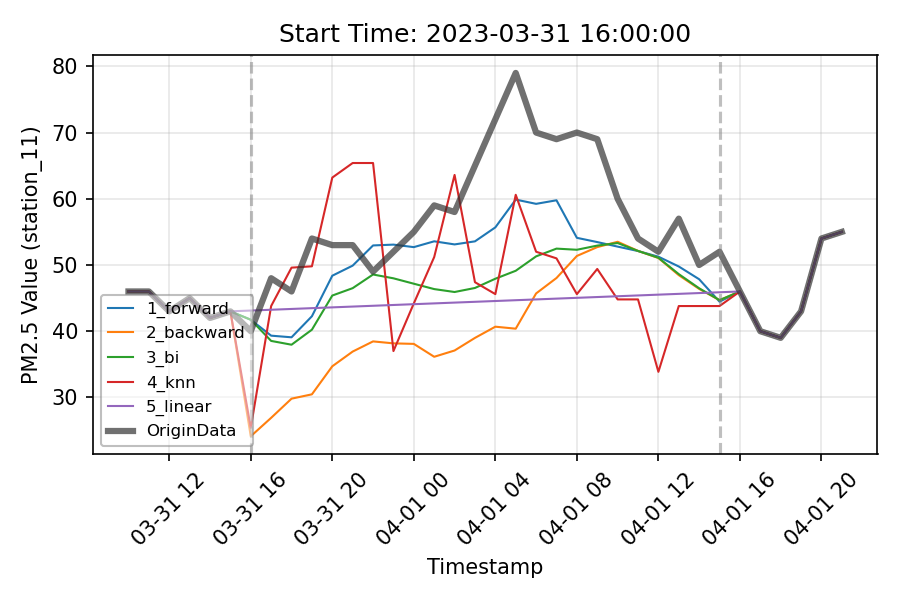 Start Time: 2023-03-31 16:00:00
PM2.5 Value (station_11)
80
70
60
50
40
30
1_forward
2_backward
3_bi
4_knn
5_linear
OriginData
03-31 12
03-31 16
03-31 20
04-01 00
04-01 04
04-01 08
04-01 12
04-01 16
04-01 20
Timestamp